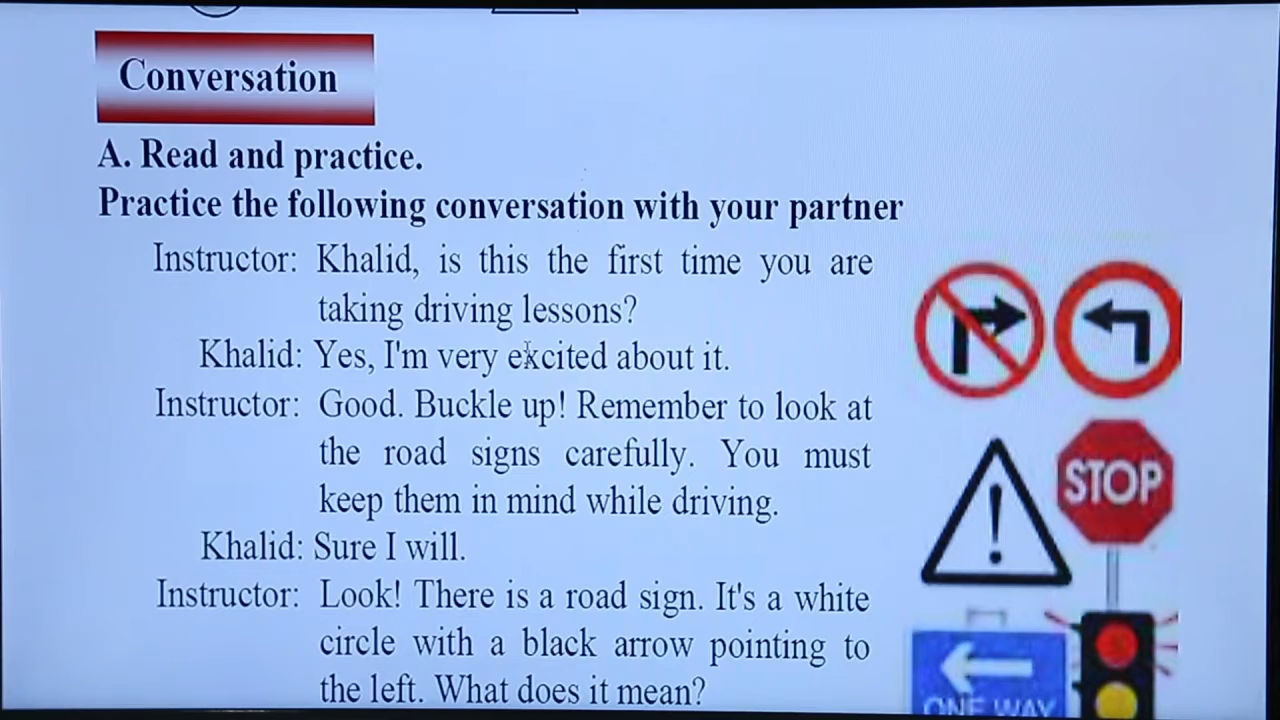 Conversation
A. Read and practice.
Practice the following conversation with your partner
Instructor: Khalid, is this the first time you are
taking driving lessons?
Khalid: Yes, I'm very excited about it.
Instructor: Good. Buckle up! Remember to look at
the road signs carefully. You must
keep them in mind while driving.
Khalid: Sure I will.
Instructor: Look! There is a road sign. It's a white
circle with a black arrow pointing to
the left. What does it mean?
STOP
ONE WAY